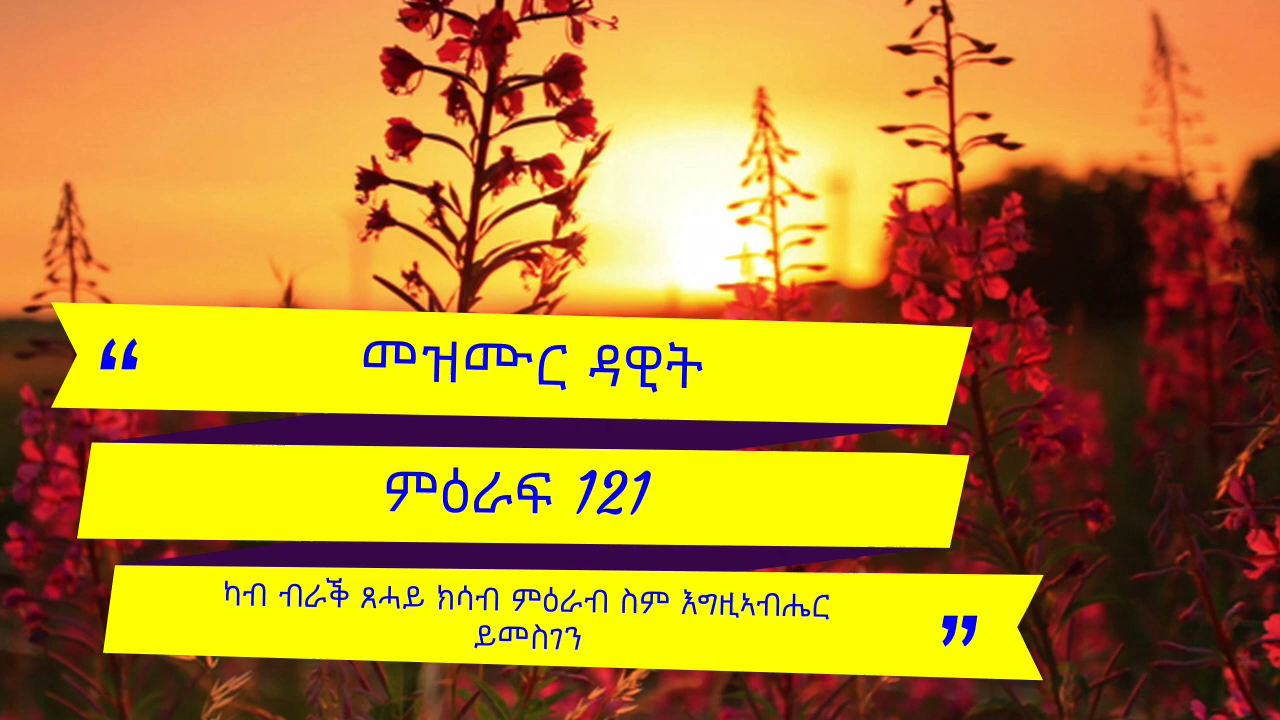 “ መዝሙር ዳዊት
ምዕራፍ 121
ካብ ብራቕ ጸሓይ ክሳብ ምዕራብ ስም እግዚኣብሔር
ይመስገን ”